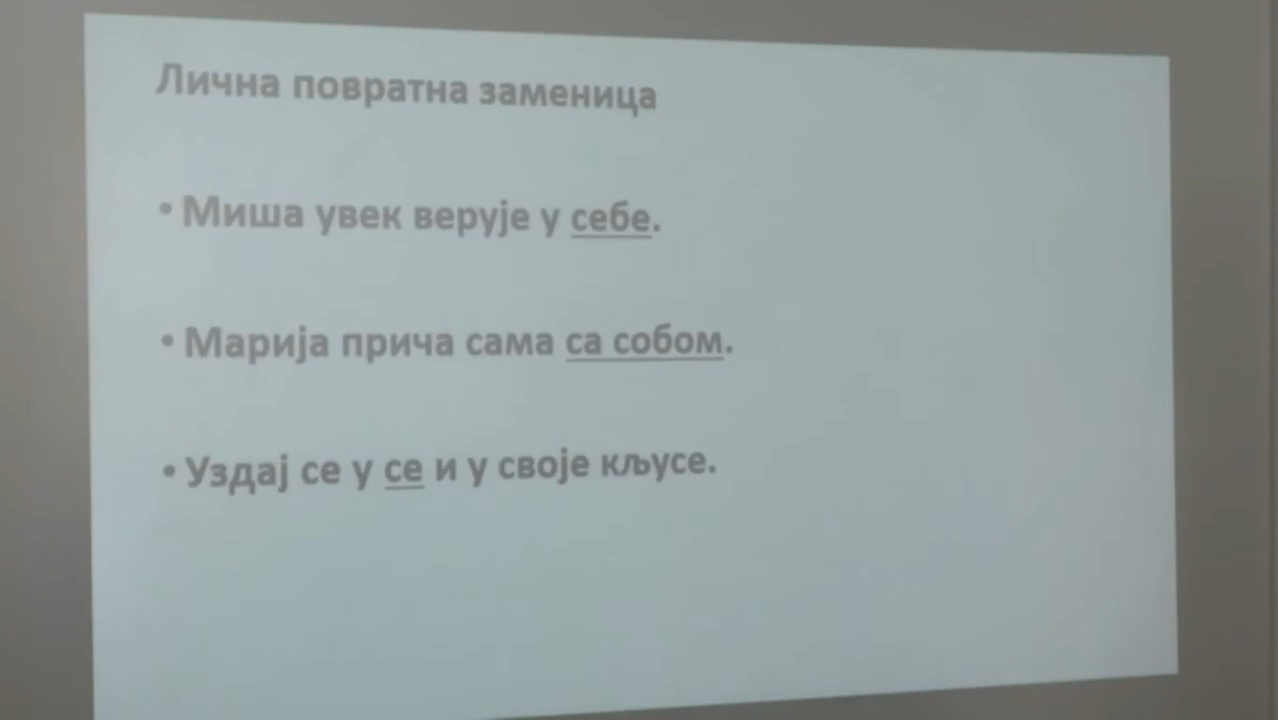 Лична повратна заменица
• Миша увек верује у себе.
• Марија прича сама са собом.
• Уздај се у се и у своје кљусе.